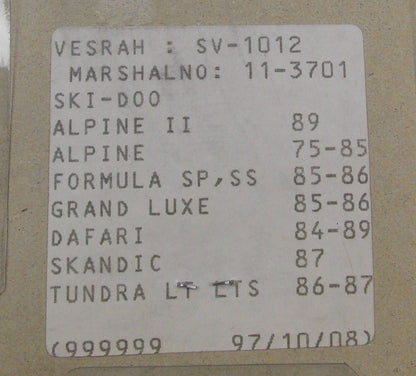 VESRAH : SV-1012
MARSHALNO: 11-3701
SKI-DOO
ALPINE II 89
ALPINE 75-85
FORMULA SP,SS 85-86
GRAND LUXE 85-86
DAFARI 84-89
SKANDIC 87
TUNDRA LT LTS 86-87
(999999 97/10/08)